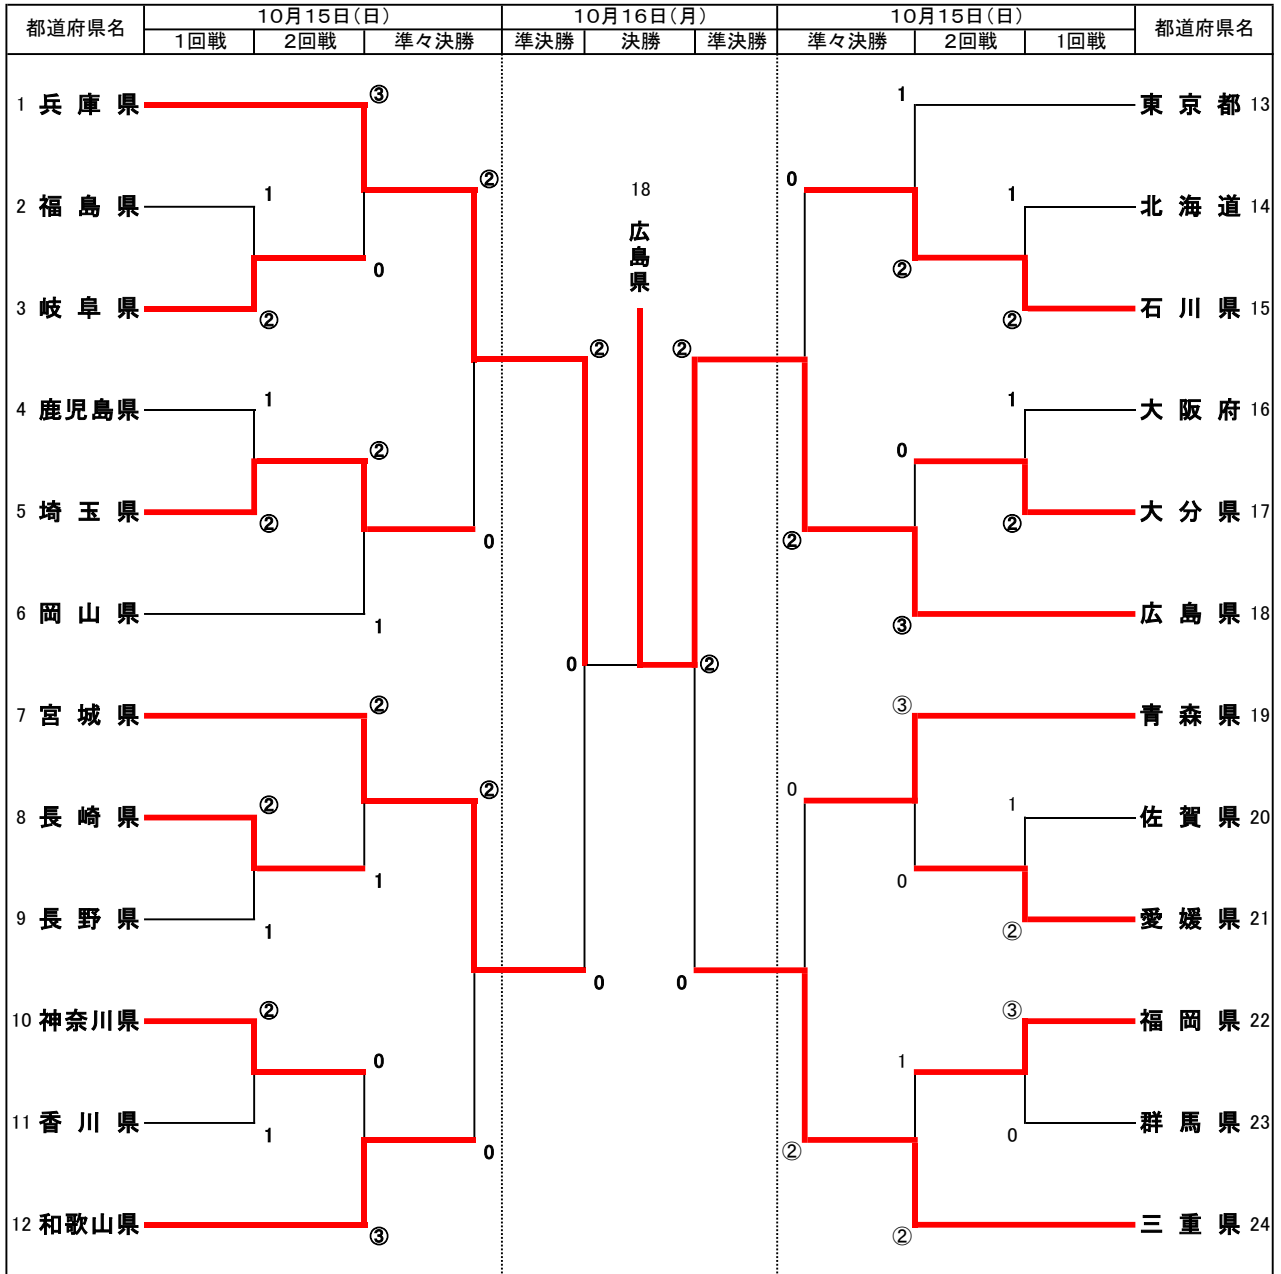 都道府県名 10月15日(日) 10月16日(月) 10月15日(日) 都道府県名
1回戦 2回戦 準々決勝 準決勝 決勝 準決勝 準々決勝 2回戦 1回戦
③ 1
1 兵庫県 東京都 13
② 0
1 18 1
2 福島県 北海道 14
広島県
0 ②
3 岐阜県 石川県 15
② ②
② ②
1 1
4 鹿児島県 大阪府 16
② 0
5 埼玉県 大分県 17
② ②
0 ②
6 岡山県 広島県 18
1 ③
0 ②
② ③
7 宮城県 青森県 19
② 0
② 1
8 長崎県 佐賀県 20
1 0
9 長野県 愛媛県 21
1 ②
0 0
② ③
10 神奈川県 福岡県 22
0 1
11 香川県 群馬県 23
1 0
0 ②
12 和歌山県 三重県 24
③ ②